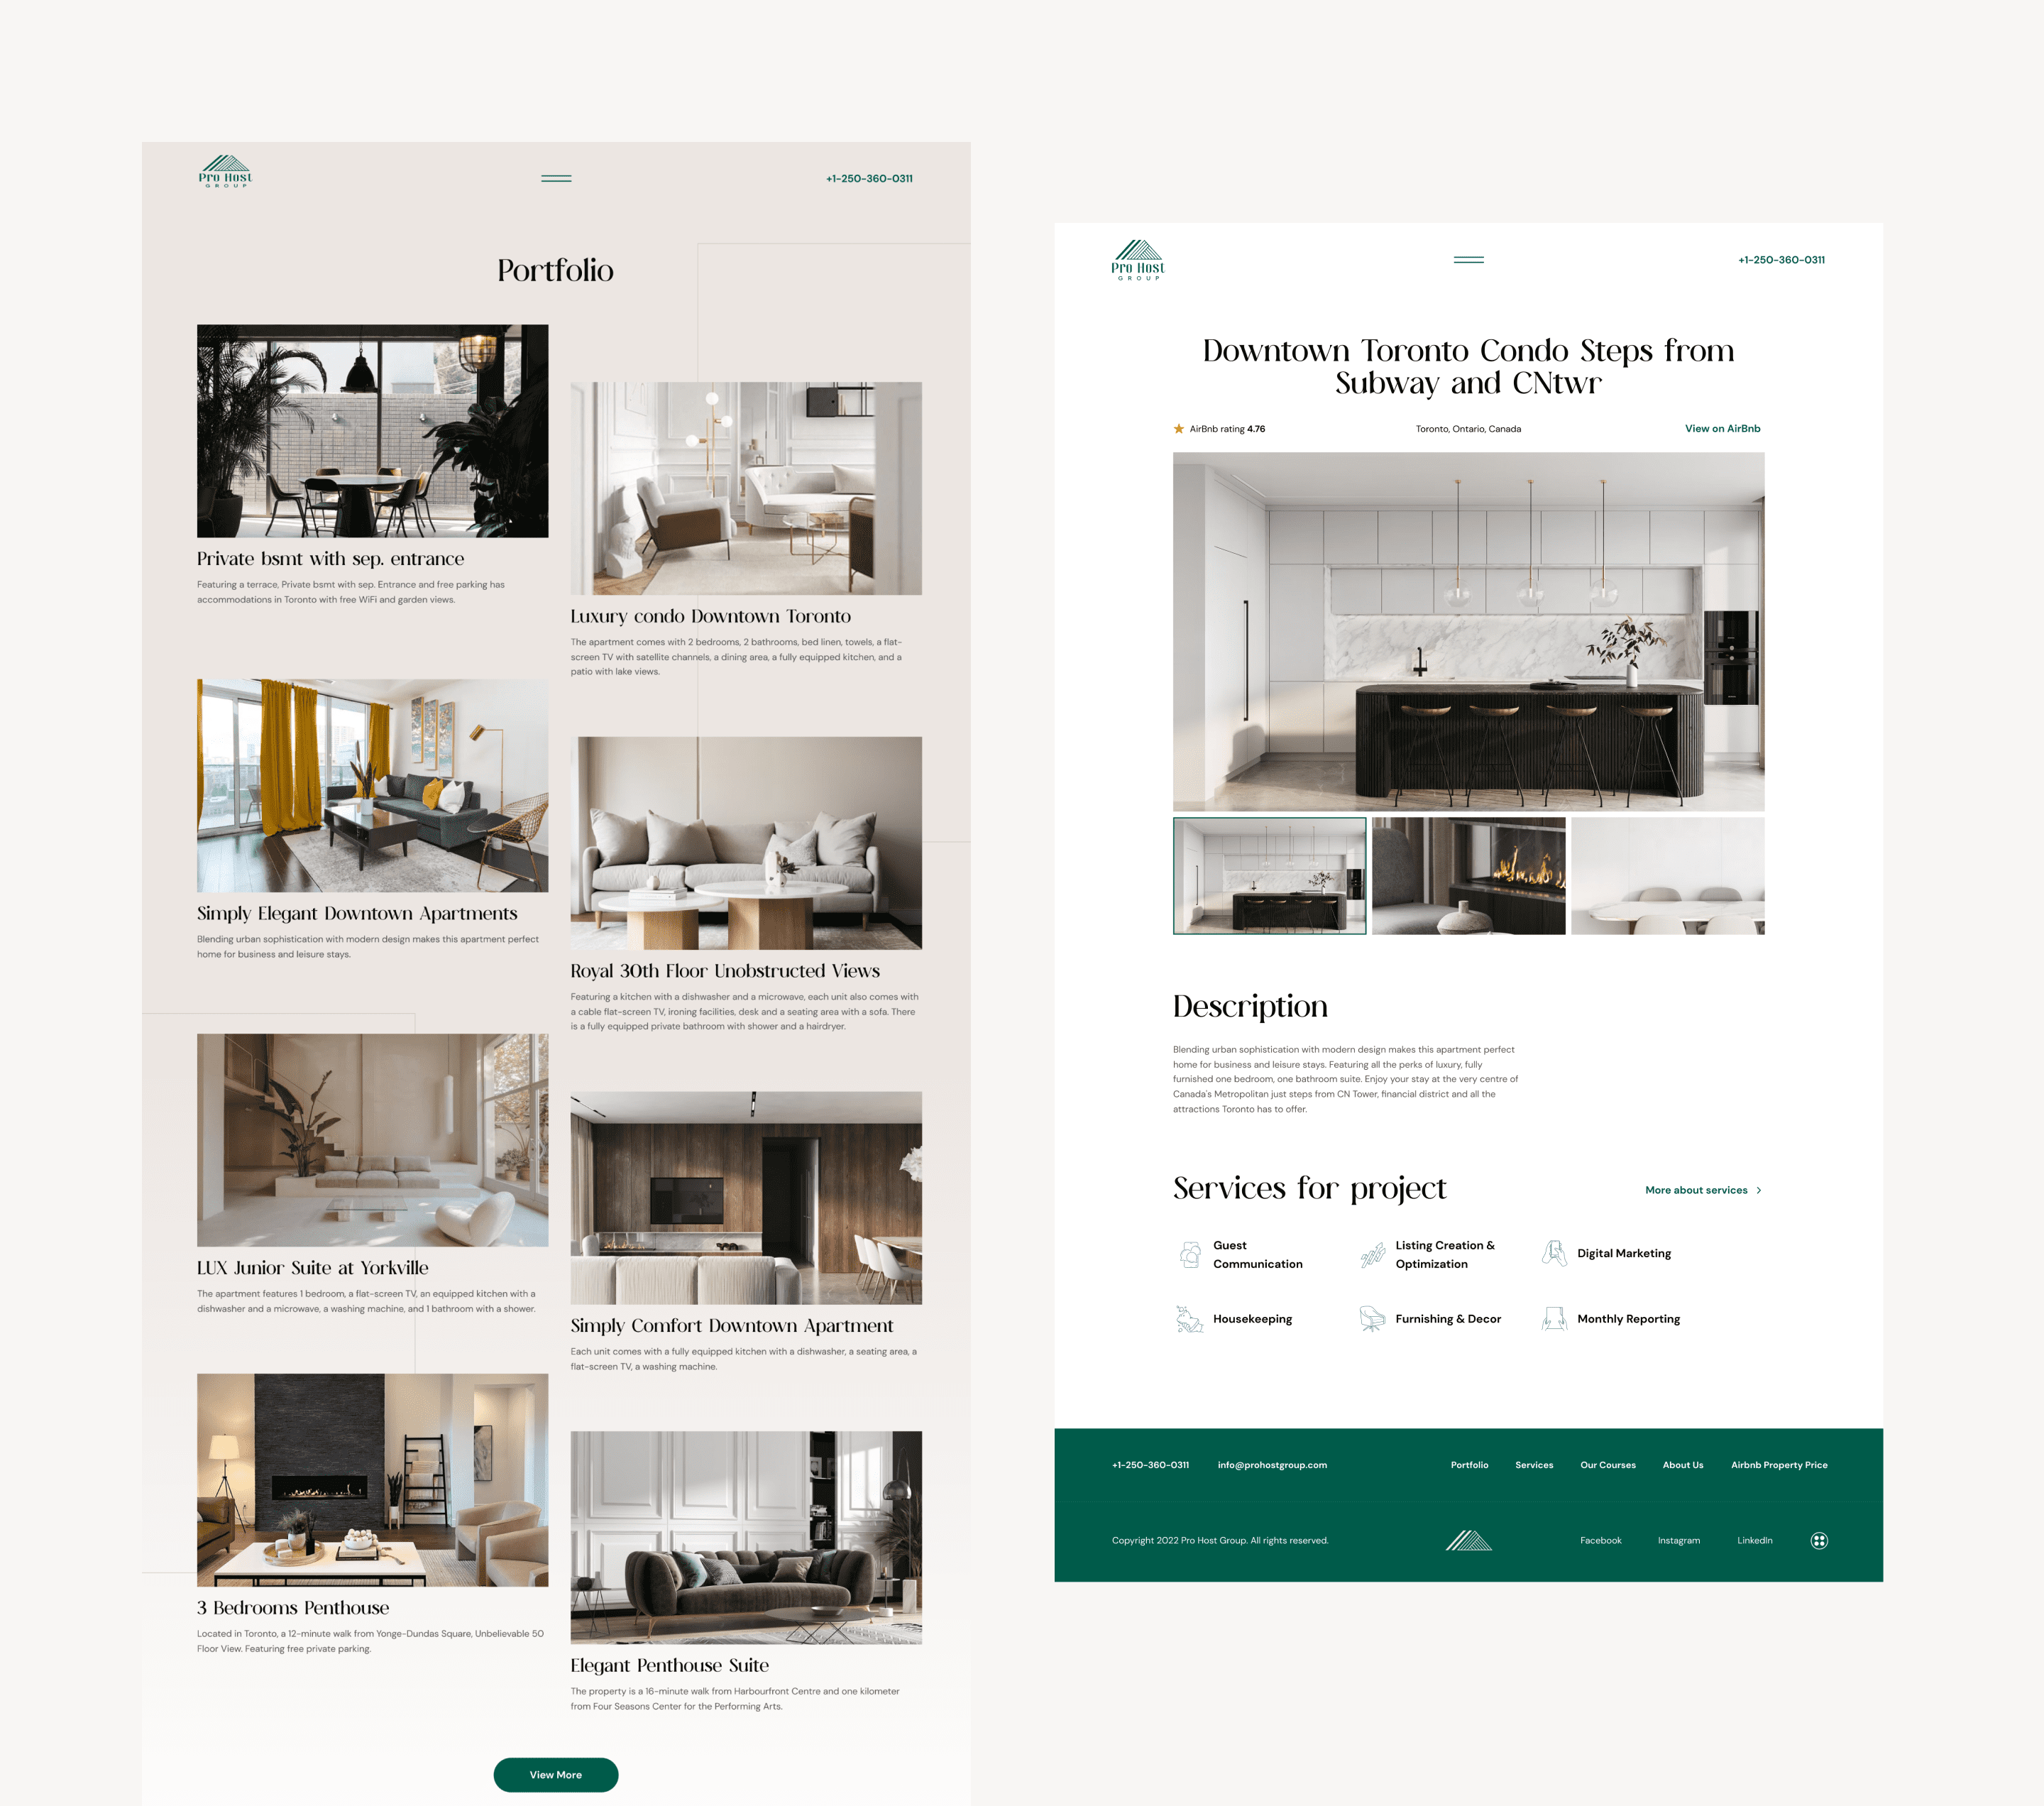 Pro Host
GROUP
+1-250-360-0311
Portfolio
Private bsmt with sep. entrance
Featuring a terrace, Private bsmt with sep. Entrance and free parking has
accommodations in Toronto with free WiFi and garden views.
Luxury condo Downtown Toronto
The apartment comes with 2 bedrooms, 2 bathrooms, bed linen, towels, a flat-
screen TV with satellite channels, a dining area, a fully equipped kitchen, and a
patio with lake views.
Simply Elegant Downtown Apartments
Blending urban sophistication with modern design makes this apartment perfect
home for business and leisure stays.
Royal 30th Floor Unobstructed Views
Featuring a kitchen with a dishwasher and a microwave, each unit also comes with
a cable flat-screen TV, ironing facilities, desk and a seating area with a sofa. There
is a fully equipped private bathroom with shower and a hairdryer.
LUX Junior Suite at Yorkville
The apartment features 1 bedroom, a flat-screen TV, an equipped kitchen with a
dishwasher and a microwave, a washing machine, and 1 bathroom with a shower.
Simply Comfort Downtown Apartment
Each unit comes with a fully equipped kitchen with a dishwasher, a seating area, a
flat-screen TV, a washing machine.
3 Bedrooms Penthouse
Located in Toronto, a 12-minute walk from Yonge-Dundas Square, Unbelievable 50
Floor View. Featuring free private parking.
Elegant Penthouse Suite
The property is a 16-minute walk from Harbourfront Centre and one kilometer
from Four Seasons Center for the Performing Arts.
View More
Pro Host
GROUP
+1-250-360-0311
Downtown Toronto Condo Steps from
Subway and CNtwr
AirBnb rating 4.76
Toronto, Ontario, Canada
View on AirBnb
Description
Blending urban sophistication with modern design makes this apartment perfect
home for business and leisure stays. Featuring all the perks of luxury, fully
furnished one bedroom, one bathroom suite. Enjoy your stay at the very centre of
Canada's Metropolitan just steps from CN Tower, financial district and all the
attractions Toronto has to offer.
Services for project
More about services
Guest
Communication
Listing Creation &
Optimization
Digital Marketing
Housekeeping
Furnishing & Decor
Monthly Reporting
+1-250-360-0311
info@prohostgroup.com
Portfolio
Services
Our Courses
About Us
Airbnb Property Price
Copyright 2022 Pro Host Group. All rights reserved.
Facebook
Instagram
LinkedIn